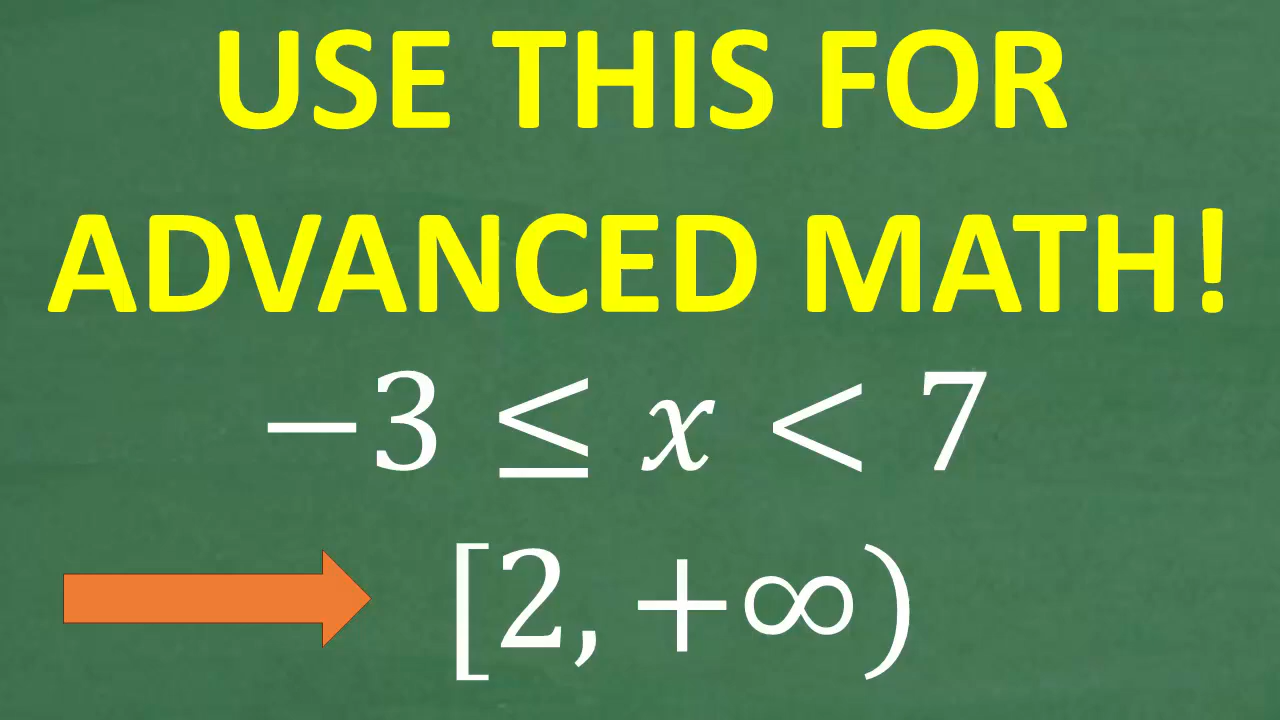 USE THIS FOR
ADVANCED MATH!
−3 ≤ x < 7
[2, +∞)